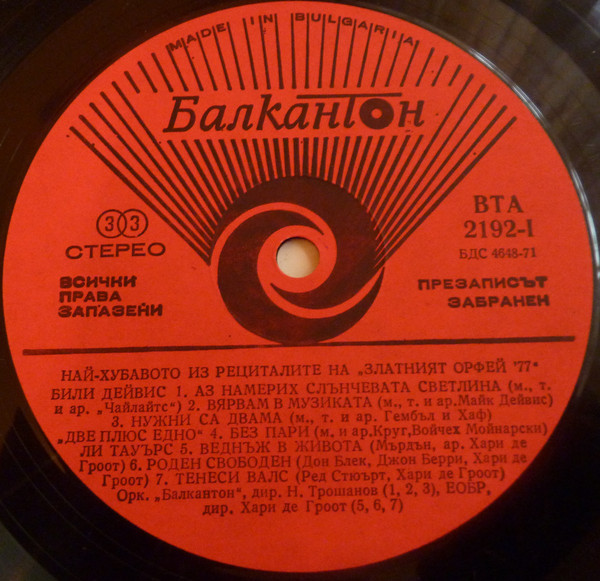 MADE IN BULGARIA
Балкантон
33
СТЕРЕО
ВТА
2192-I
БДС 4648-71
ВСИЧКИ
ПРАВА
ЗАПАЗЕНИ
ПРЕЗАПИСЪТ
ЗАБРАНЕН
НАЙ-ХУБАВОТО ИЗ РЕЦИТАЛИТЕ НА „ЗЛАТНИЯТ ОРФЕЙ '77"
БИЛИ ДЕЙВИС 1. АЗ НАМЕРИХ СЛЪНЧЕВАТА СВЕТЛИНА (м., т.
и ар. „Чайлайтс") 2. ВЯРВАМ В МУЗИКАТА (м., т. и ар.Майк Дейвис)
3. НУЖНИ СА ДВАМА (м., т. и ар. Гембъл и Хаф)
„ДВЕ ПЛЮС ЕДНО" 4. БЕЗ ПАРИ (м. и ар.Круг,Войчех Мойнарски)
ЛИ ТАУЪРС 5. ВЕДНЪЖ В ЖИВОТА (Мърдън, ар. Хари де
Гроот) 6. РОДЕН СВОБОДЕН (Дон Блек, Джон Бери, Хари де
Гроот) 7. ТЕНЕСИ ВАЛС (Ред Стюърт, Хари де Гроот)
Орк. „Балкантон", дир. Н. Трошанов (1, 2, 3), ЕОБР,
дир. Хари де Гроот (5, 6, 7)